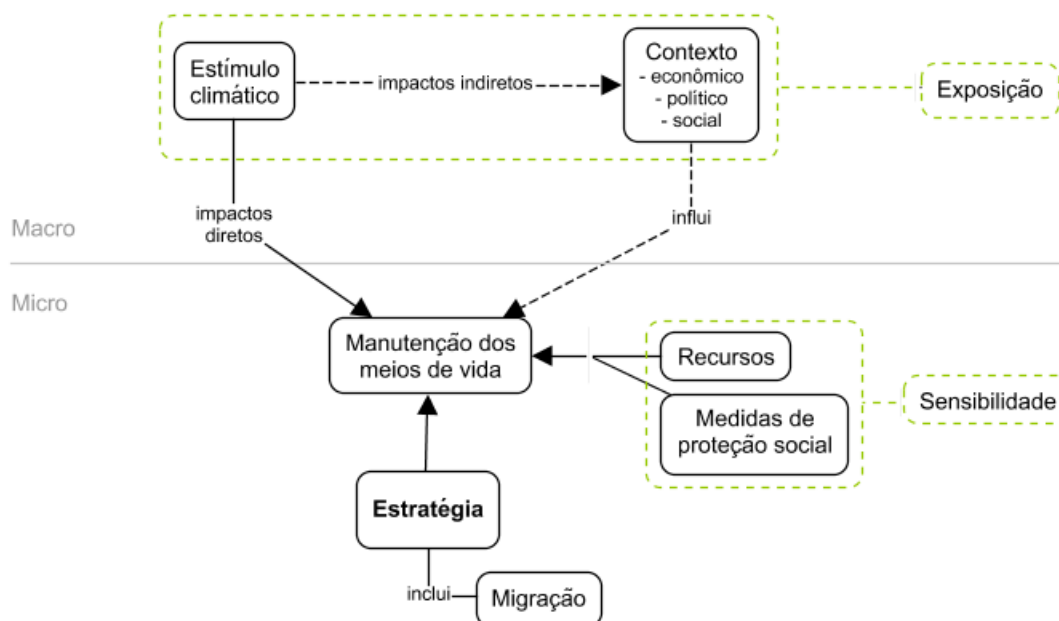 Estímulo
climático
impactos indiretos
Contexto
- econômico
- político
- social
Exposição
impactos
diretos
influi
Macro
Micro
Manutenção dos
meios de vida
Recursos
Medidas de
proteção social
Sensibilidade
Estratégia
inclui
Migração